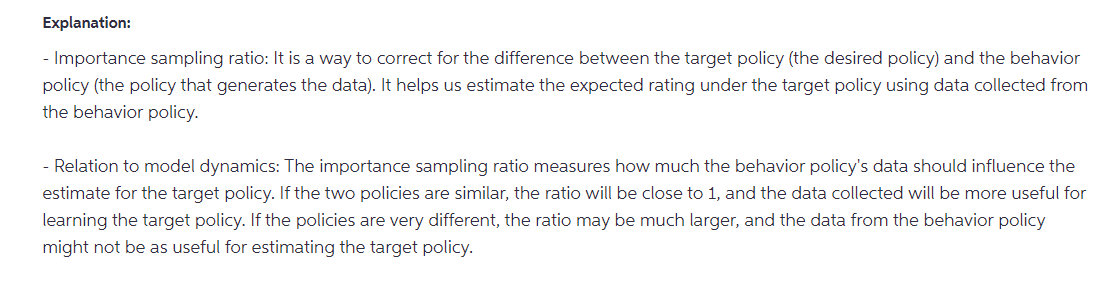 Explanation:
- Importance sampling ratio: It is a way to correct for the difference between the target policy (the desired policy) and the behavior
policy (the policy that generates the data). It helps us estimate the expected rating under the target policy using data collected from
the behavior policy.
- Relation to model dynamics: The importance sampling ratio measures how much the behavior policy's data should influence the
estimate for the target policy. If the two policies are similar, the ratio will be close to 1, and the data collected will be more useful for
learning the target policy. If the policies are very different, the ratio may be much larger, and the data from the behavior policy
might not be as useful for estimating the target policy.